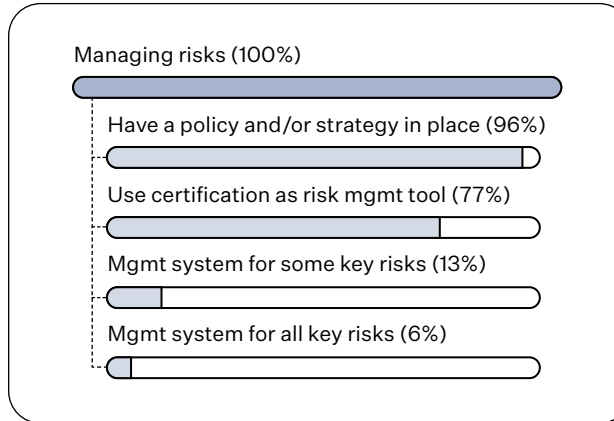 Managing risks (100%)
Have a policy and/or strategy in place (96%)
Use certification as risk mgmt tool (77%)
Mgmt system for some key risks (13%)
Mgmt system for all key risks (6%)